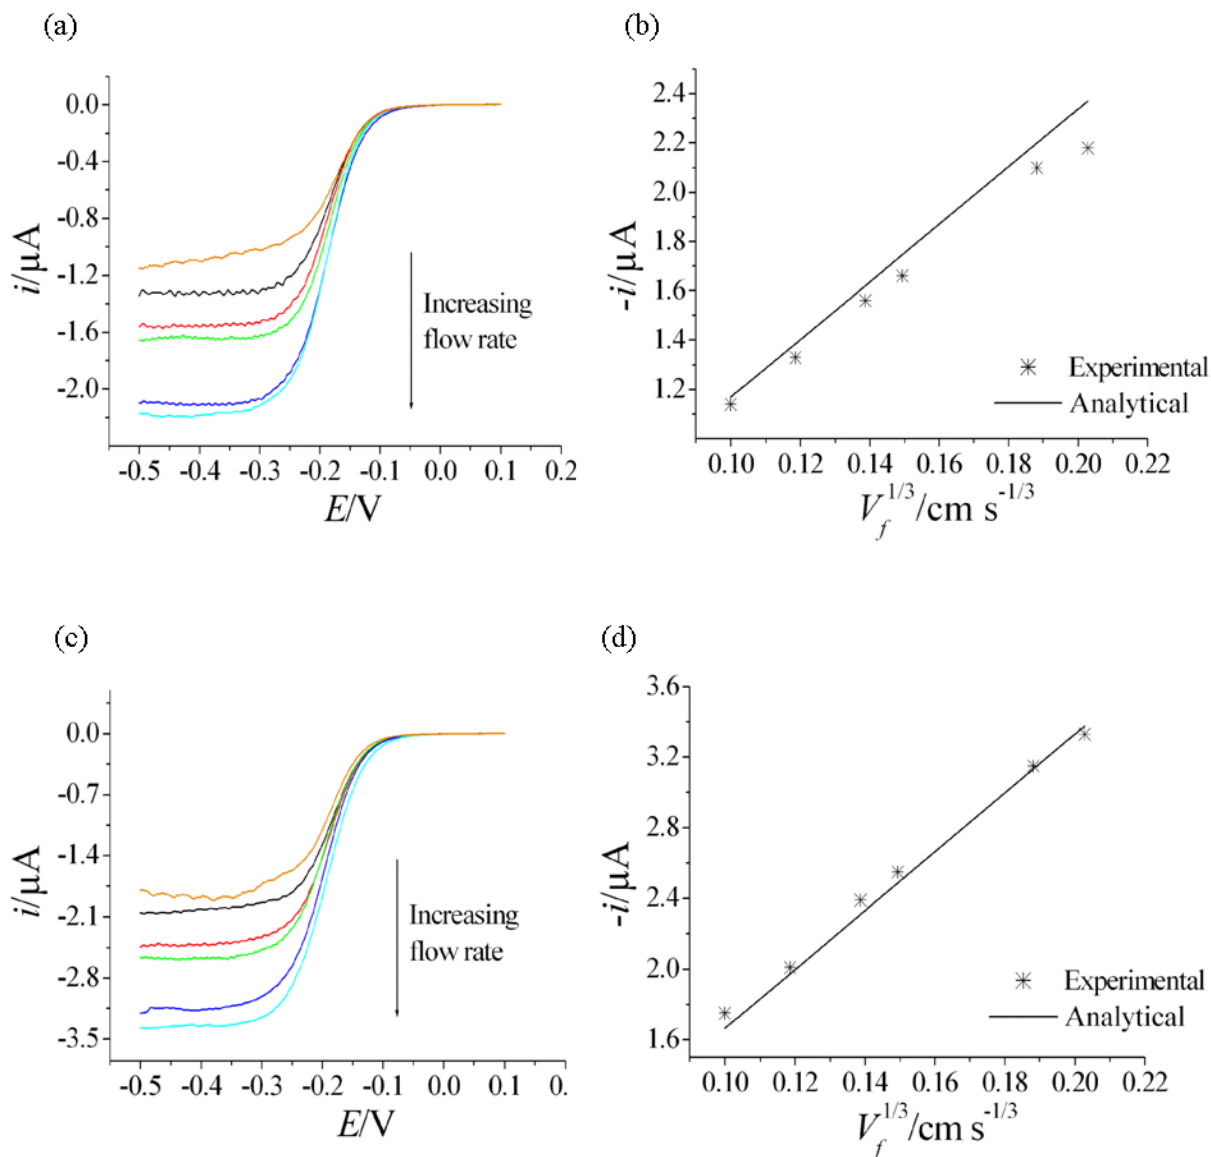 (a)
0.0
-0.4
-0.8
-1.2
-1.6
-2.0
i/µA
Increasing
flow rate
-0.5 -0.4 -0.3 -0.2 -0.1 0.0 0.1 0.2
E/V
(b)
2.4
2.2
2.0
1.8
1.6
1.4
1.2
-i/µA
Experimental
Analytical
0.10 0.12 0.14 0.16 0.18 0.20 0.22
V_f^1/3/cm s^-1/3
(c)
0.0
-0.7
-1.4
-2.1
-2.8
-3.5
i/µA
Increasing
flow rate
-0.5 -0.4 -0.3 -0.2 -0.1 0.0 0.1 0.
E/V
(d)
3.6
3.2
2.8
2.4
2.0
1.6
-i/µA
Experimental
Analytical
0.10 0.12 0.14 0.16 0.18 0.20 0.22
V_f^1/3/cm s^-1/3